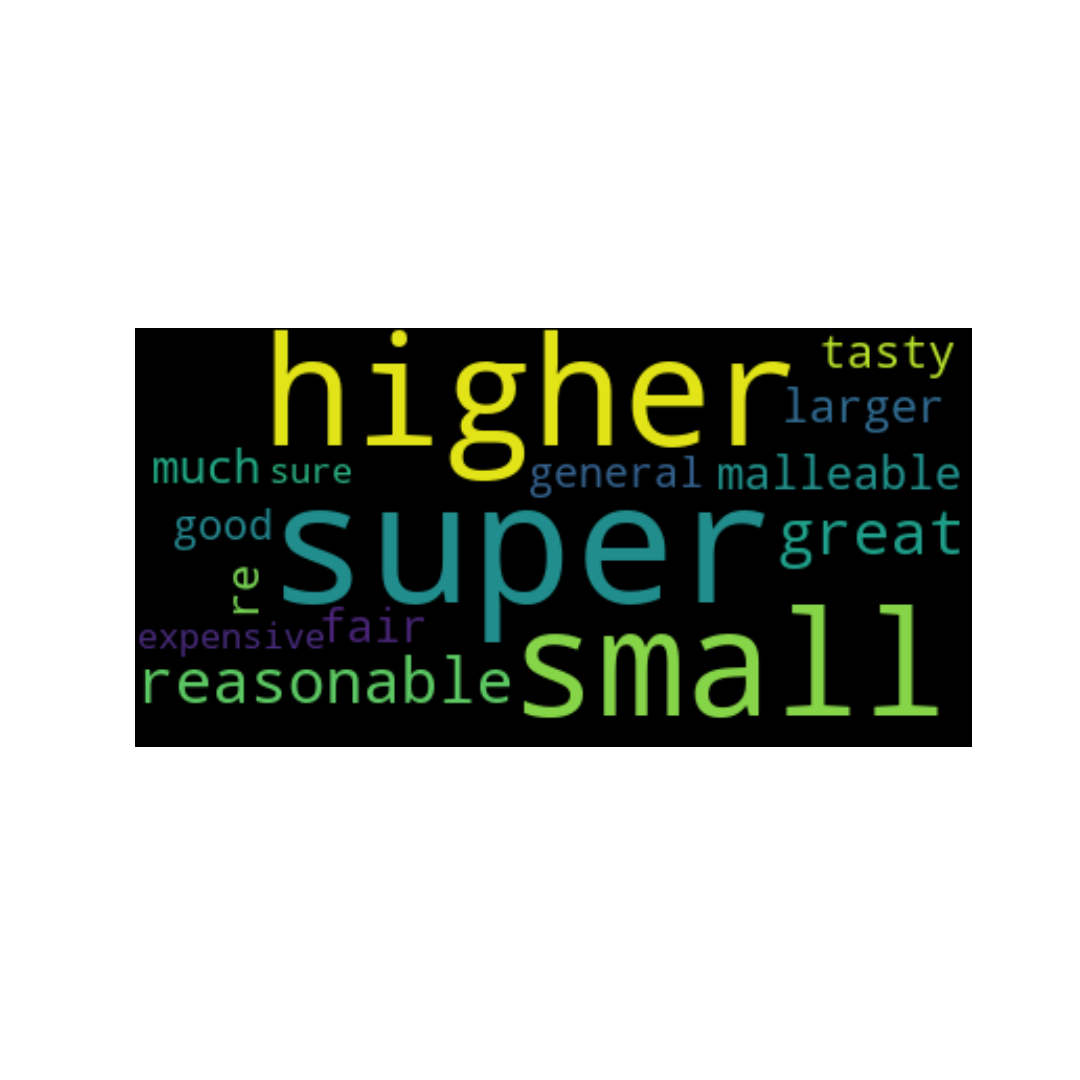 higher
tasty
larger
much sure general malleable
good super great
re
expensive fair
reasonable small